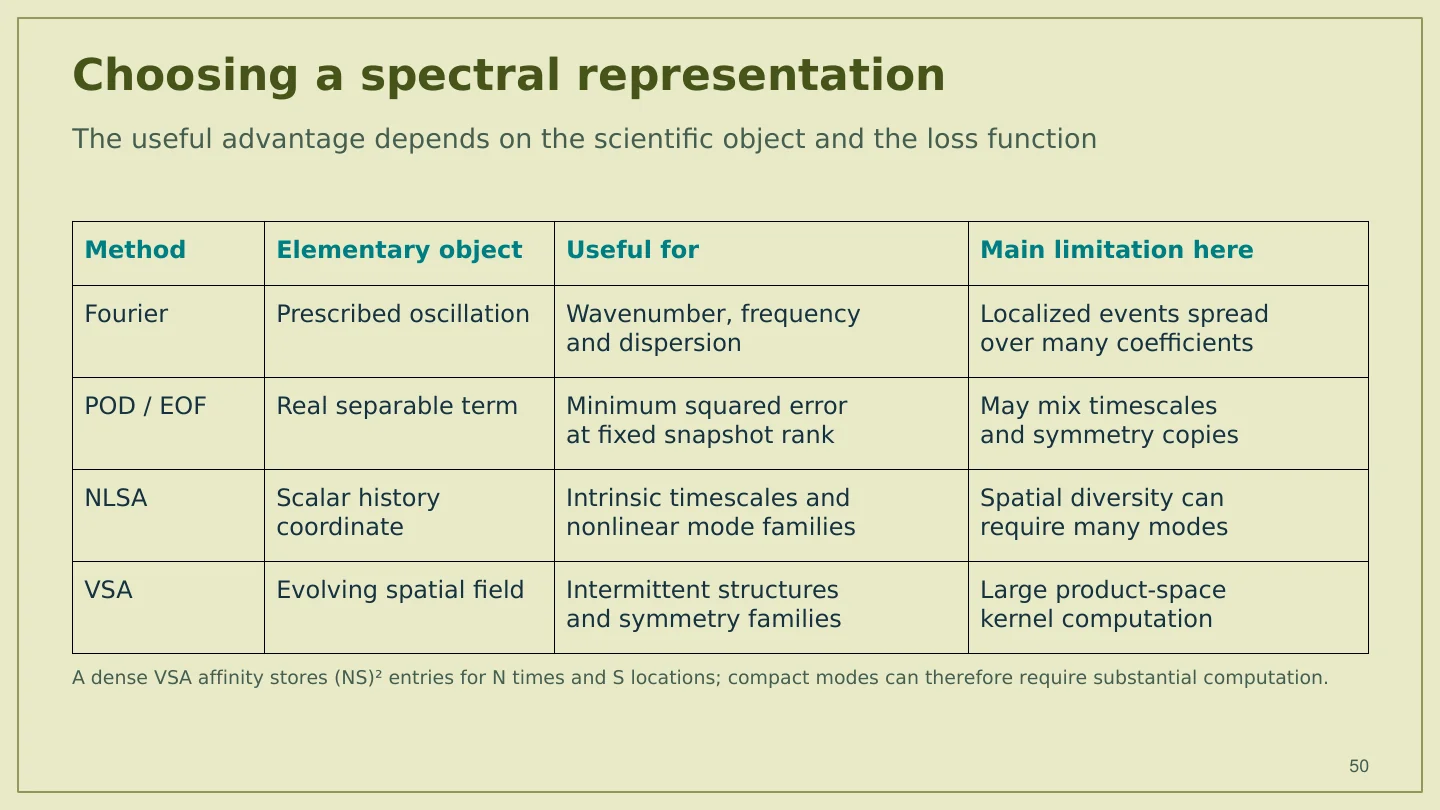 Choosing a spectral representation
The useful advantage depends on the scientific object and the loss function
Method
Elementary object
Useful for
Main limitation here
Fourier
Prescribed oscillation
Wavenumber, frequency
and dispersion
Localized events spread
over many coefficients
POD / EOF
Real separable term
Minimum squared error
at fixed snapshot rank
May mix timescales
and symmetry copies
NLSA
Scalar history
coordinate
Intrinsic timescales and
nonlinear mode families
Spatial diversity can
require many modes
VSA
Evolving spatial field
Intermittent structures
and symmetry families
Large product-space
kernel computation
A dense VSA affinity stores (NS)² entries for N times and S locations; compact modes can therefore require substantial computation.
50